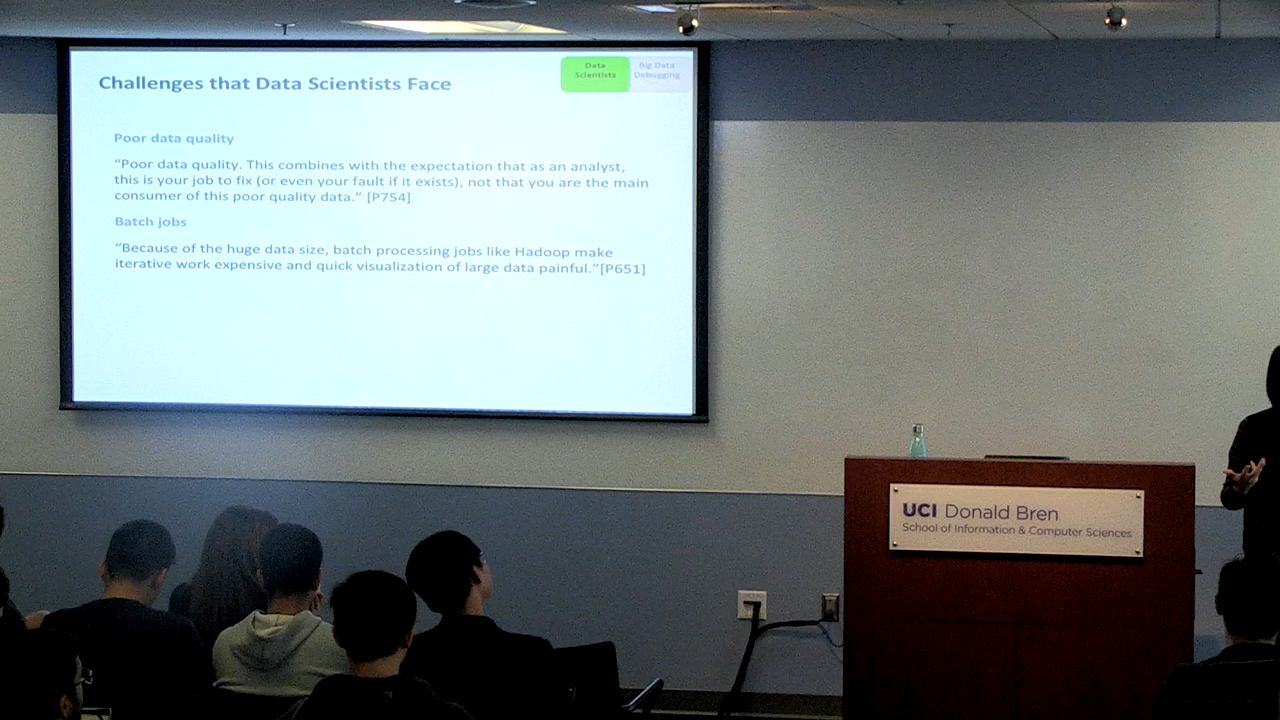 Challenges that Data Scientists Face
Data
Scientists
Big Data
Debugging
Poor data quality
“Poor data quality. This combines with the expectation that as an analyst,
this is your job to fix (or even your fault if it exists), not that you are the main
consumer of this poor quality data.” [P754]
Batch jobs
“Because of the huge data size, batch processing jobs like Hadoop make
iterative work expensive and quick visualization of large data painful.”[P651]
UCI Donald Bren
School of Information & Computer Sciences